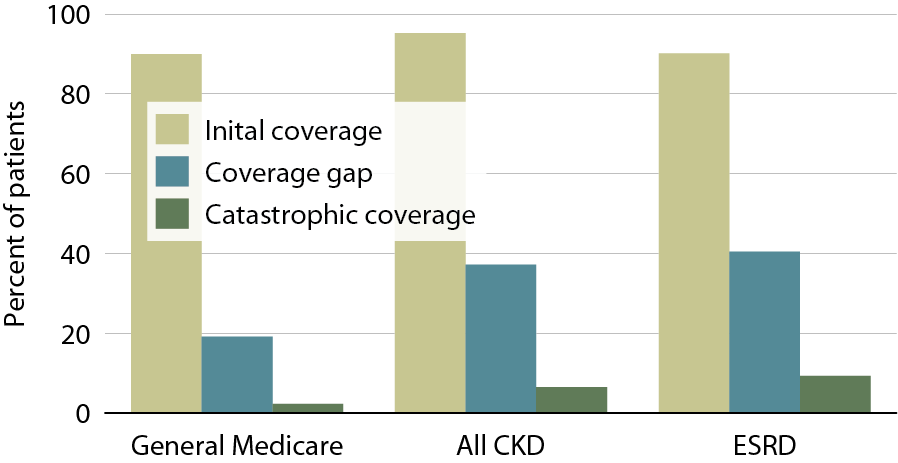 Percent of patients
100
80
60
40
20
0
Inital coverage
Coverage gap
Catastrophic coverage
General Medicare
All CKD
ESRD